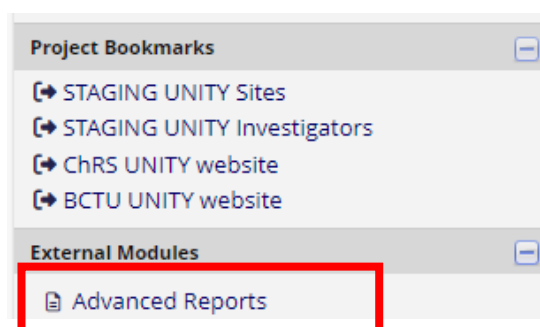 Project Bookmarks
STAGING UNITY Sites
STAGING UNITY Investigators
ChRS UNITY website
BCTU UNITY website
External Modules
Advanced Reports